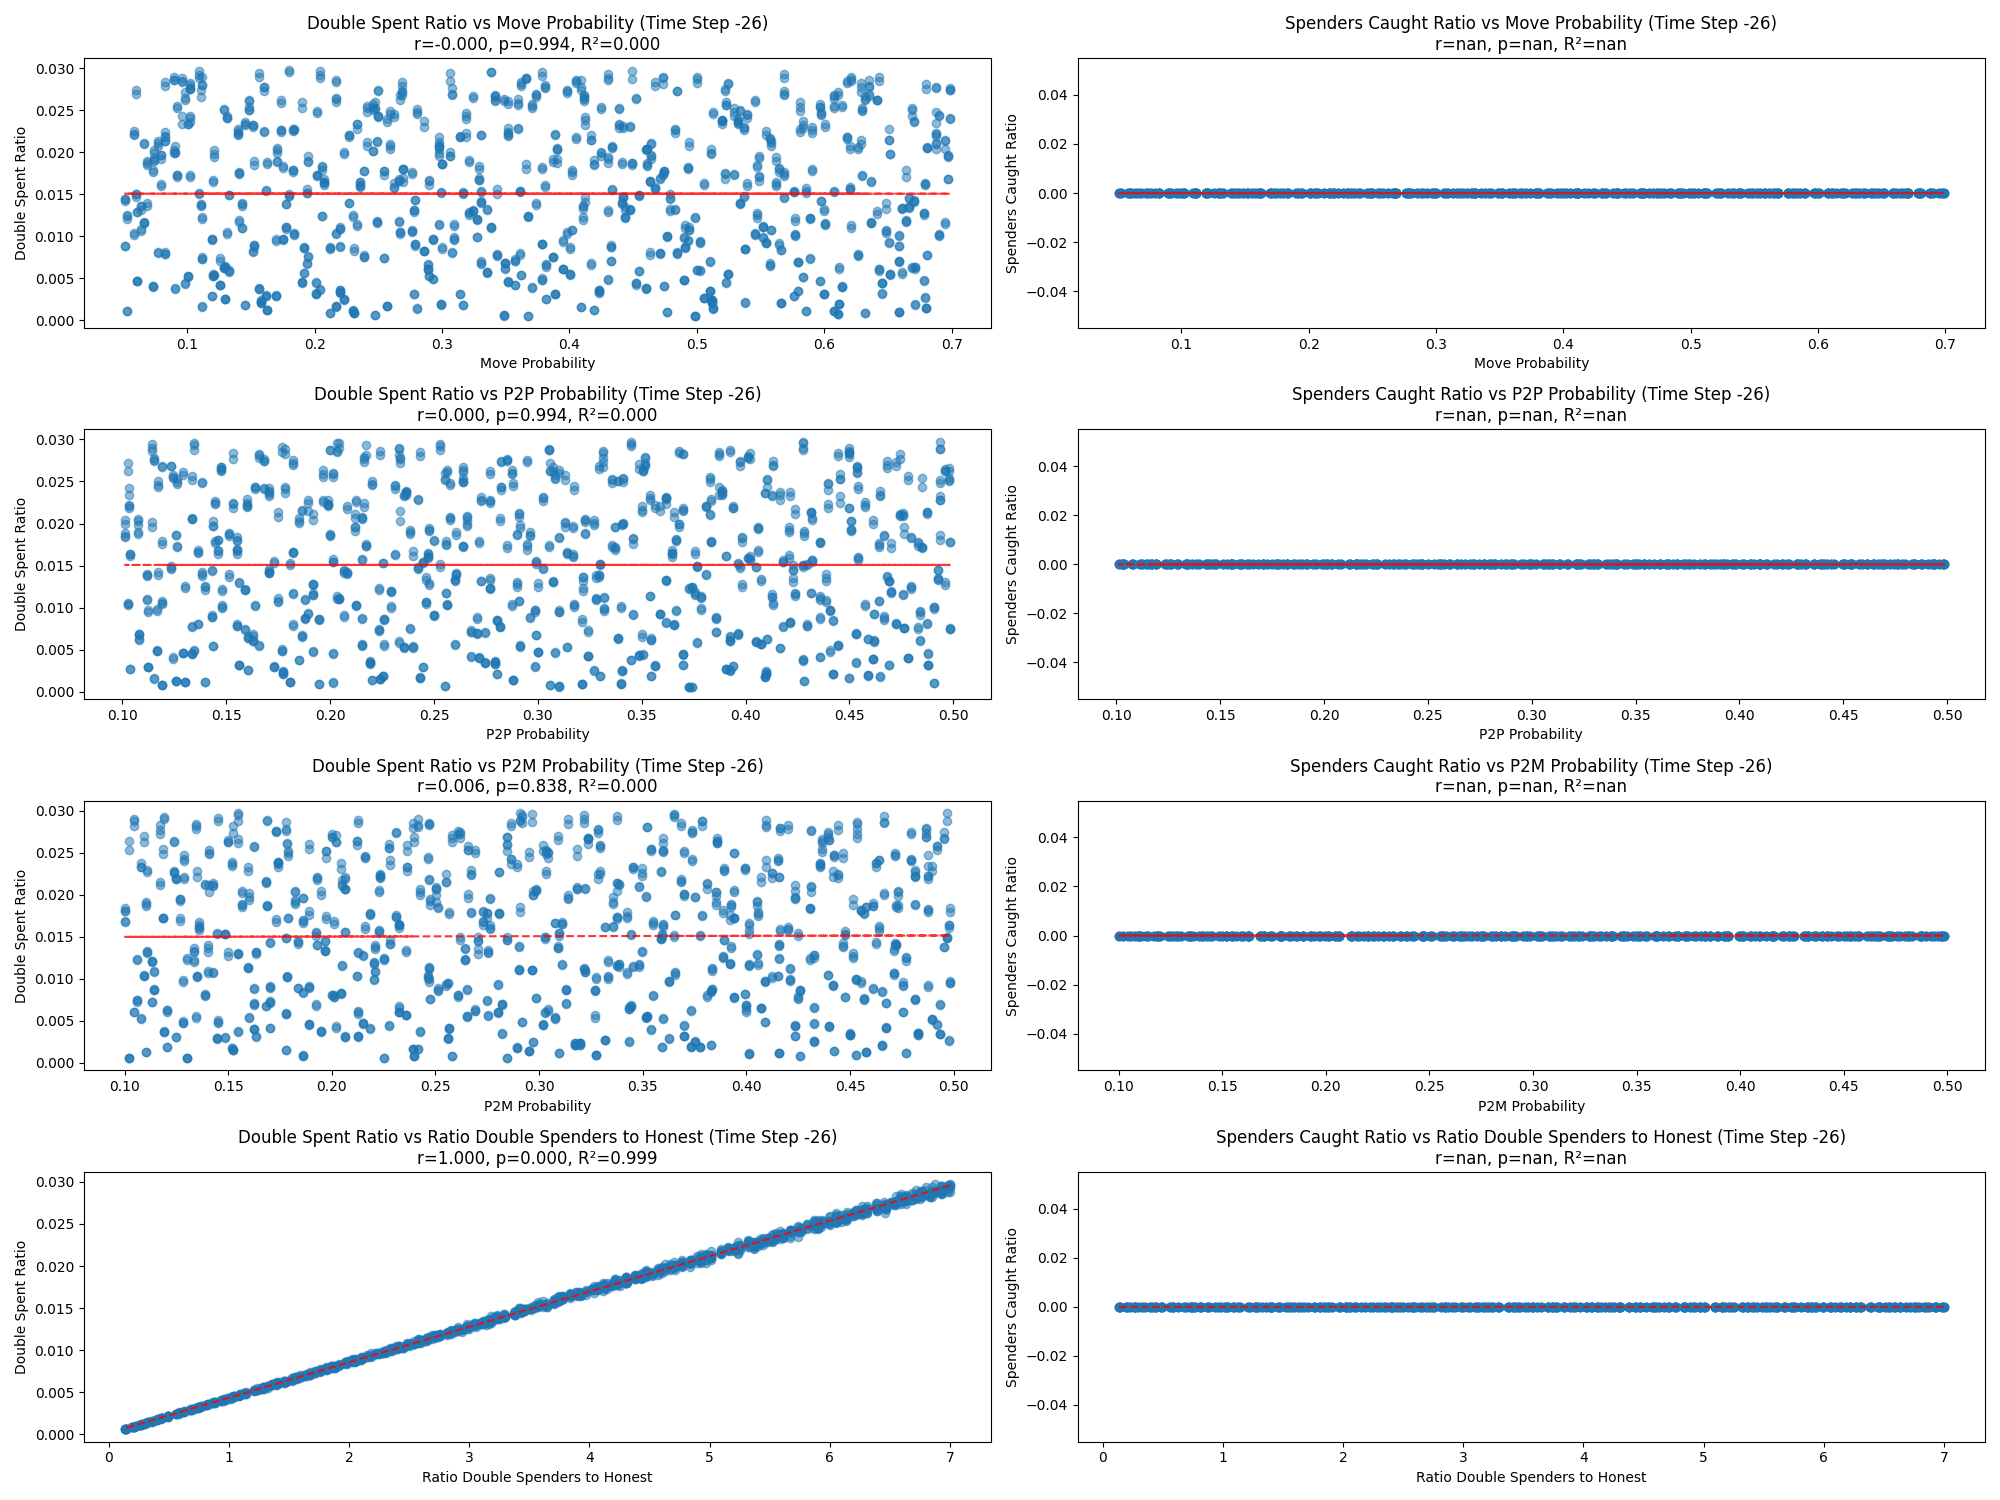 Double Spent Ratio vs Move Probability (Time Step -26)
r=-0.000, p=0.994, R²=0.000
Double Spent Ratio
0.030
0.025
0.020
0.015
0.010
0.005
0.000
0.1 0.2 0.3 0.4 0.5 0.6 0.7
Move Probability
Spenders Caught Ratio vs Move Probability (Time Step -26)
r=nan, p=nan, R²=nan
Spenders Caught Ratio
0.04
0.02
0.00
−0.02
−0.04
0.1 0.2 0.3 0.4 0.5 0.6 0.7
Move Probability
Double Spent Ratio vs P2P Probability (Time Step -26)
r=0.000, p=0.994, R²=0.000
Double Spent Ratio
0.030
0.025
0.020
0.015
0.010
0.005
0.000
0.10 0.15 0.20 0.25 0.30 0.35 0.40 0.45 0.50
P2P Probability
Spenders Caught Ratio vs P2P Probability (Time Step -26)
r=nan, p=nan, R²=nan
Spenders Caught Ratio
0.04
0.02
0.00
−0.02
−0.04
0.10 0.15 0.20 0.25 0.30 0.35 0.40 0.45 0.50
P2P Probability
Double Spent Ratio vs P2M Probability (Time Step -26)
r=0.006, p=0.838, R²=0.000
Double Spent Ratio
0.030
0.025
0.020
0.015
0.010
0.005
0.000
0.10 0.15 0.20 0.25 0.30 0.35 0.40 0.45 0.50
P2M Probability
Spenders Caught Ratio vs P2M Probability (Time Step -26)
r=nan, p=nan, R²=nan
Spenders Caught Ratio
0.04
0.02
0.00
−0.02
−0.04
0.10 0.15 0.20 0.25 0.30 0.35 0.40 0.45 0.50
P2M Probability
Double Spent Ratio vs Ratio Double Spenders to Honest (Time Step -26)
r=1.000, p=0.000, R²=0.999
Double Spent Ratio
0.030
0.025
0.020
0.015
0.010
0.005
0.000
0 1 2 3 4 5 6 7
Ratio Double Spenders to Honest
Spenders Caught Ratio vs Ratio Double Spenders to Honest (Time Step -26)
r=nan, p=nan, R²=nan
Spenders Caught Ratio
0.04
0.02
0.00
−0.02
−0.04
0 1 2 3 4 5 6 7
Ratio Double Spenders to Honest